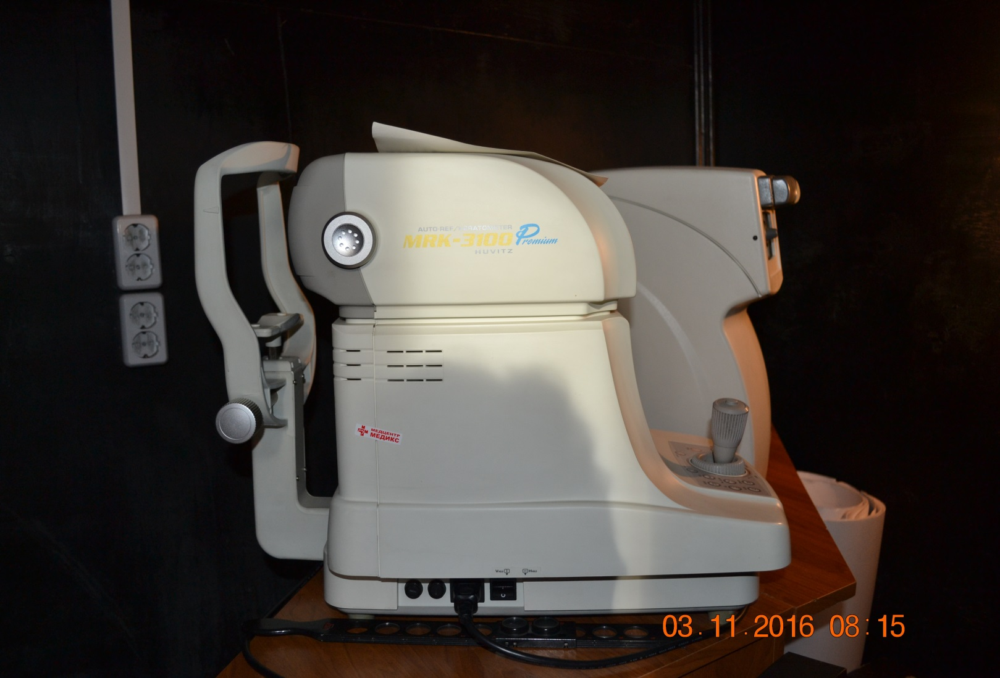 AUTO-REF/KERATOMETER
MRK-3100 Premium
HUVITZ
МЕДЦЕНТР
МЕДИКС
03.11.2016 08:15